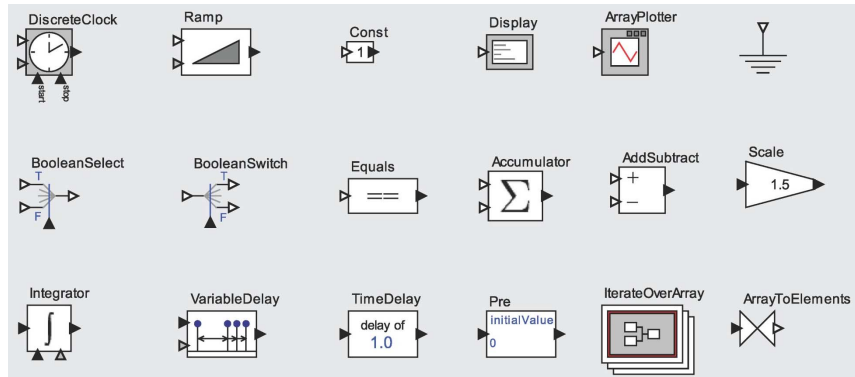 DiscreteClock
Ramp
Const
Display
ArrayPlotter
1
start
stop
BooleanSelect
BooleanSwitch
Equals
Accumulator
AddSubtract
Scale
T
T
==
Σ
+
−
1.5
F
F
Integrator
VariableDelay
TimeDelay
Pre
IterateOverArray
ArrayToElements
∫
delay of
1.0
initialValue
0